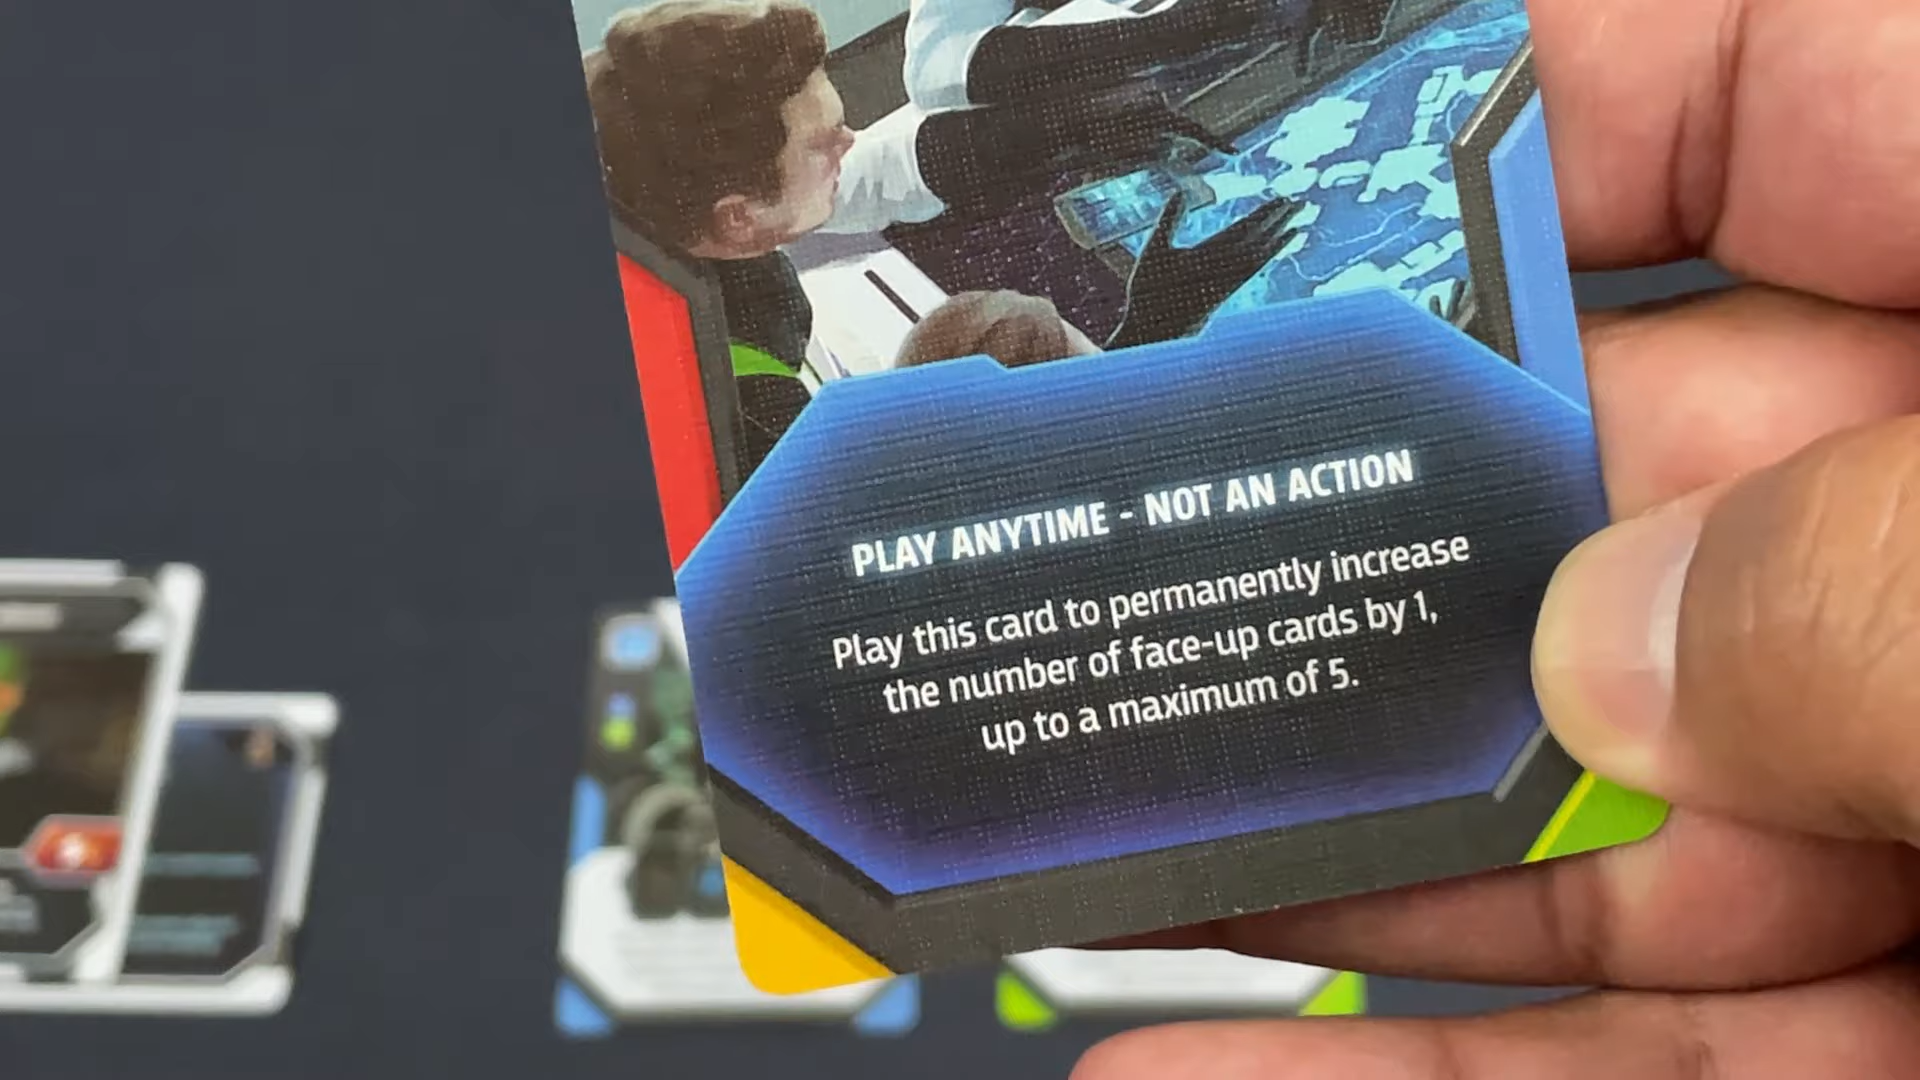 PLAY ANYTIME - NOT AN ACTION
Play this card to permanently increase
the number of face-up cards by 1,
up to a maximum of 5.